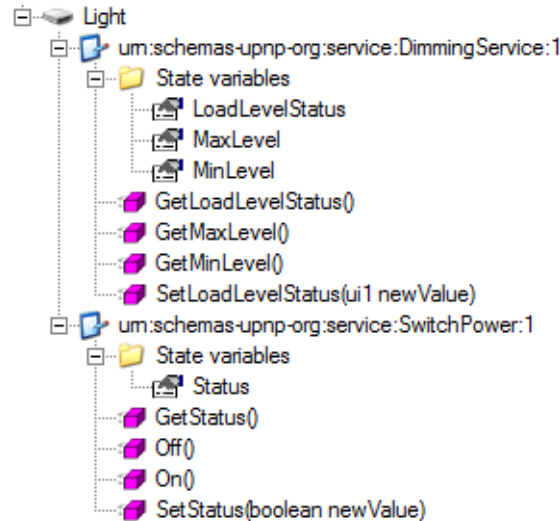 Light
urn:schemas-upnp-org:service:DimmingService:1
State variables
LoadLevelStatus
MaxLevel
MinLevel
GetLoadLevelStatus()
GetMaxLevel()
GetMinLevel()
SetLoadLevelStatus(ui1 newValue)
urn:schemas-upnp-org:service:SwitchPower:1
State variables
Status
GetStatus()
Off()
On()
SetStatus(boolean newValue)